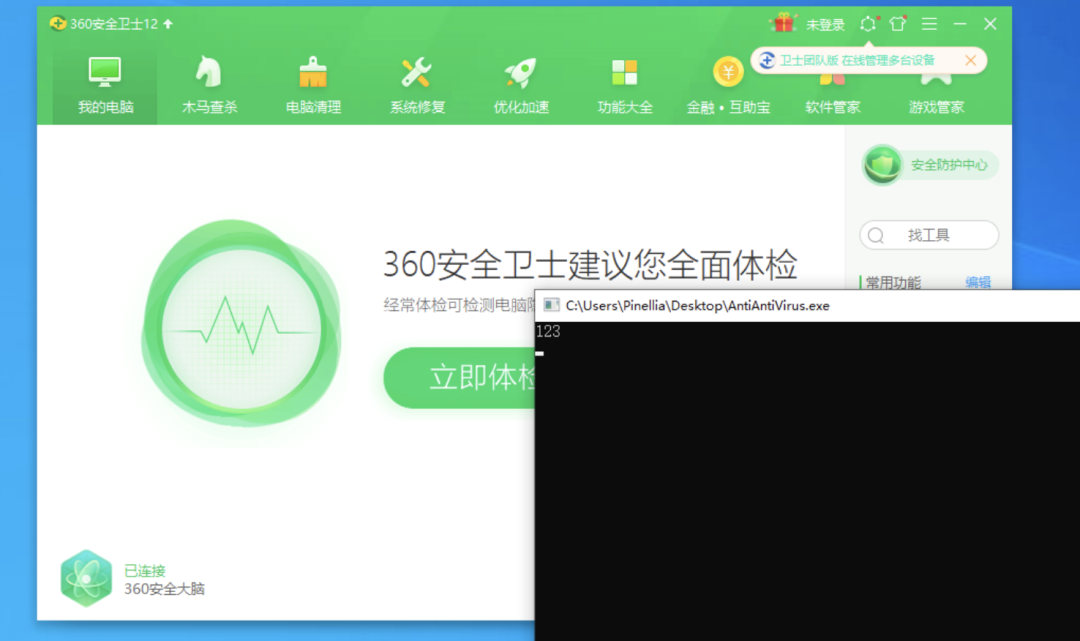 360安全卫士12
未登录
卫士团队版 在线管理多台设备
我的电脑
木马查杀
电脑清理
系统修复
优化加速
功能大全
金融•互助宝
软件管家
游戏管家
安全防护中心
找工具
360安全卫士建议您全面体检
常用功能
编辑
经常体检可检测电脑
C:\Users\Pinellia\Desktop\AntiAntiVirus.exe
123
立即体检
已连接
360安全大脑